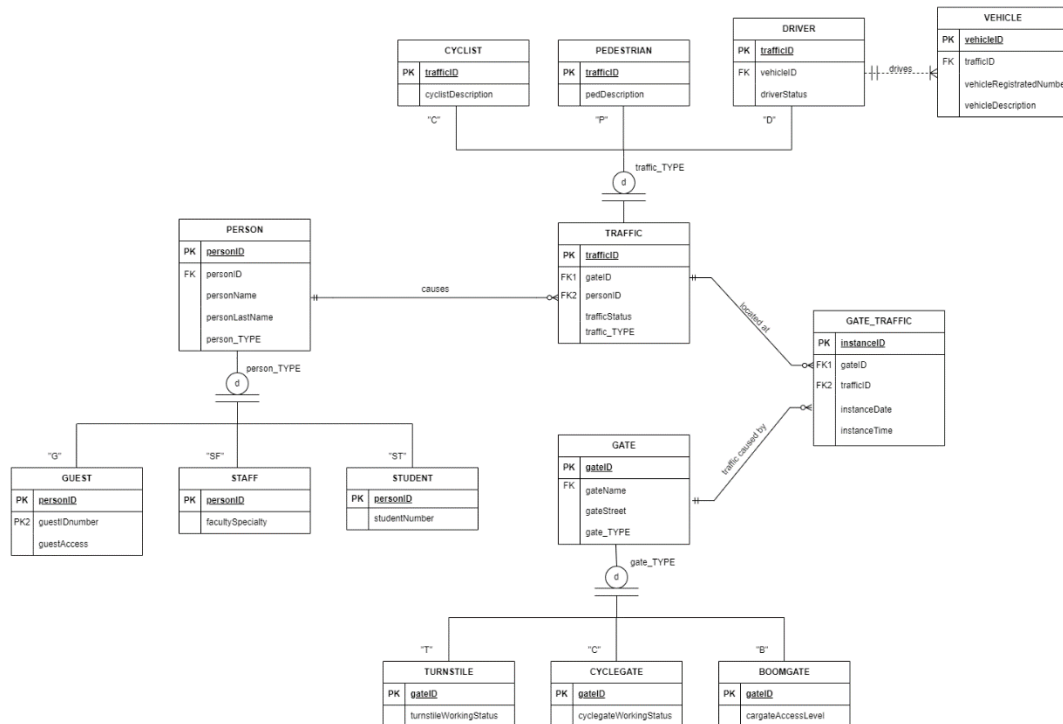 VEHICLE
PK vehicleID
FK trafficID
vehicleRegistratedNumber
vehicleDescription
DRIVER
PK trafficID
FK vehicleID
driverStatus
drives
CYCLIST
PK trafficID
cyclistDescription
PEDESTRIAN
PK trafficID
pedDescription
"C"
"P"
"D"
traffic_TYPE
d
PERSON
PK personID
FK personID
personName
personLastName
person_TYPE
causes
TRAFFIC
PK trafficID
FK1 gateID
FK2 personID
trafficStatus
traffic_TYPE
located at
GATE_TRAFFIC
PK instanceID
FK1 gateID
FK2 trafficID
instanceDate
instanceTime
person_TYPE
d
"G"
"SF"
"ST"
GUEST
PK personID
PK2 guestIDnumber
guestAccess
STAFF
PK personID
facultySpecialty
STUDENT
PK personID
studentNumber
GATE
PK gateID
FK
gateName
gateStreet
gate_TYPE
traffic caused by
gate_TYPE
d
"T"
"C"
"B"
TURNSTILE
PK gateID
turnstileWorkingStatus
CYCLEGATE
PK gateID
cyclegateWorkingStatus
BOOMGATE
PK gateID
cargateAccessLevel